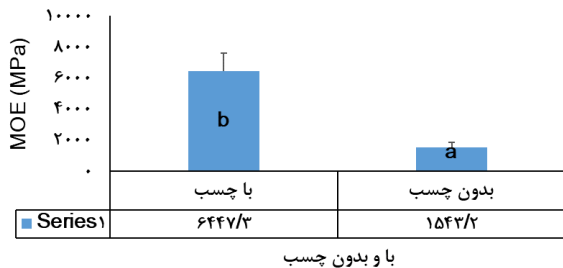 MOE (MPa)
۱۰۰۰۰
۸۰۰۰
۶۰۰۰
۴۰۰۰
۲۰۰۰
۰
b
a
با چسب
بدون چسب
Series۱
۶۴۴۷/۳
۱۵۴۳/۲
با و بدون چسب